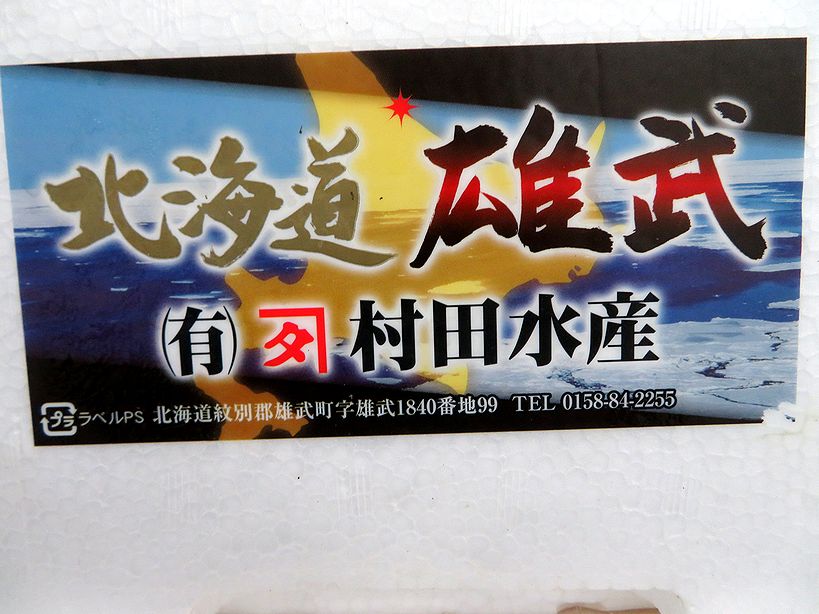 北海道 雄武
㈲ タ 村田水産
プラ ラベルPS 北海道紋別郡雄武町字雄武1840番地99 TEL 0158-84-2255